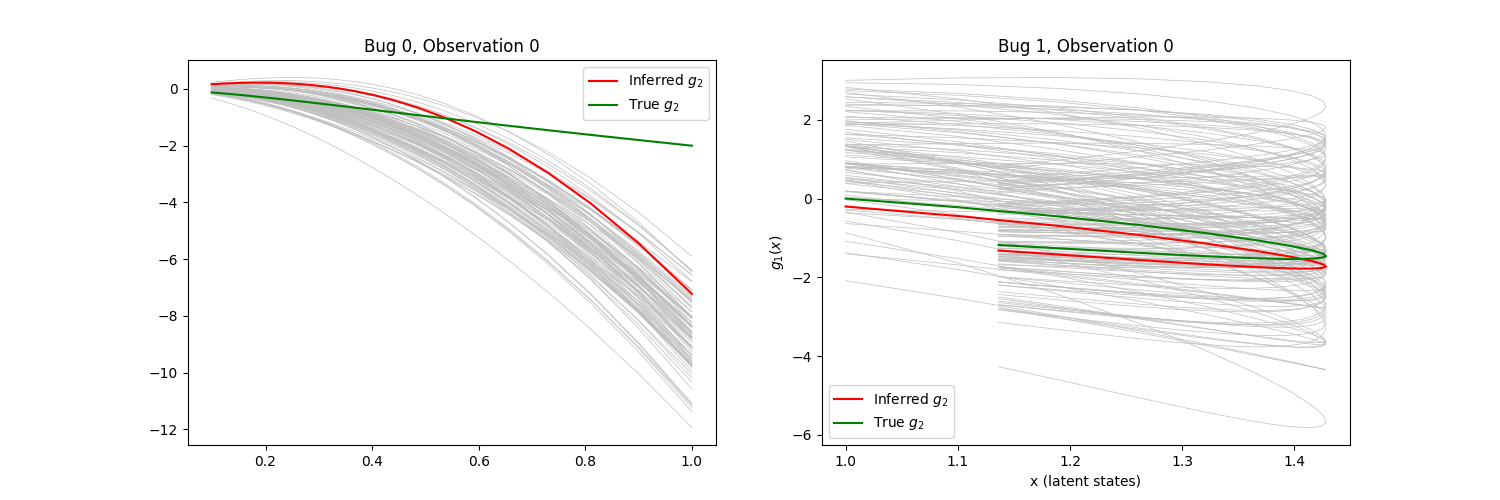 Bug 0, Observation 0
Inferred g₂
True g₂
0
−2
−4
−6
−8
−10
−12
0.2
0.4
0.6
0.8
1.0
Bug 1, Observation 0
g₁(x)
2
0
−2
−4
−6
Inferred g₂
True g₂
1.0
1.1
1.2
1.3
1.4
x (latent states)